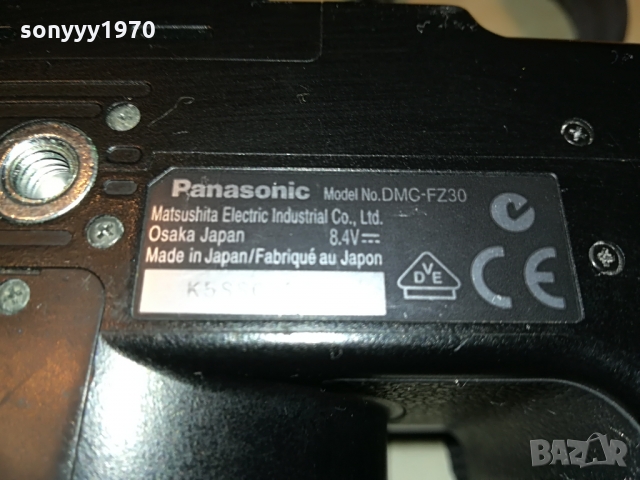 sonyyy1970
Panasonic Model No.DMC-FZ30
Matsushita Electric Industrial Co., Ltd.
Osaka Japan 8.4V
Made in Japan/Fabriqué au Japon
DVE
CE
BAZAR